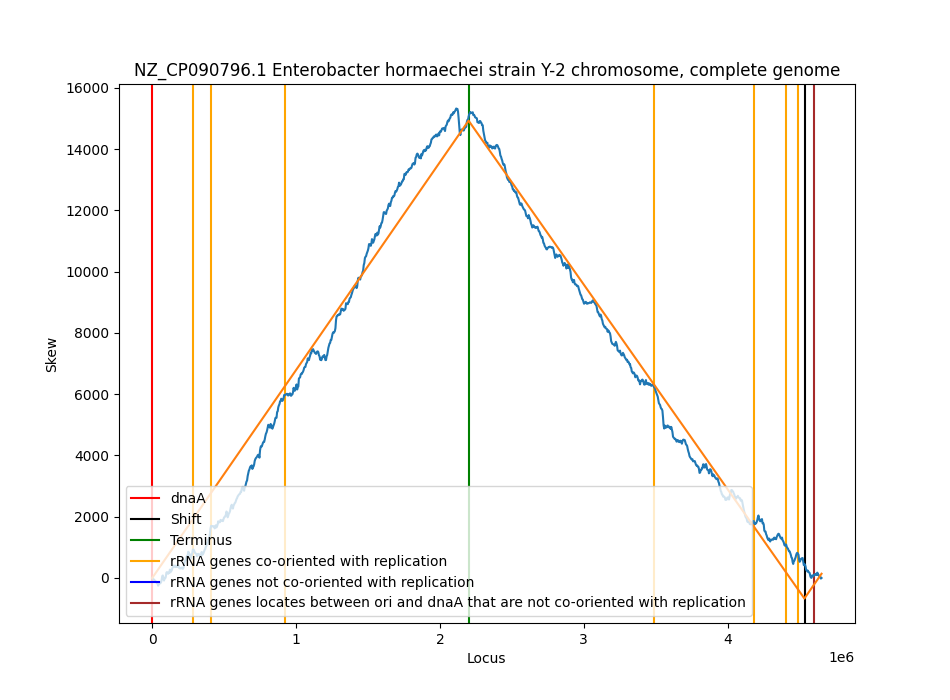 NZ_CP090796.1 Enterobacter hormaechei strain Y-2 chromosome, complete genome
16000
14000
12000
10000
8000
6000
4000
2000
0
Skew
dnaA
Shift
Terminus
rRNA genes co-oriented with replication
rRNA genes not co-oriented with replication
rRNA genes locates between ori and dnaA that are not co-oriented with replication
0 1 2 3 4
Locus
1e6